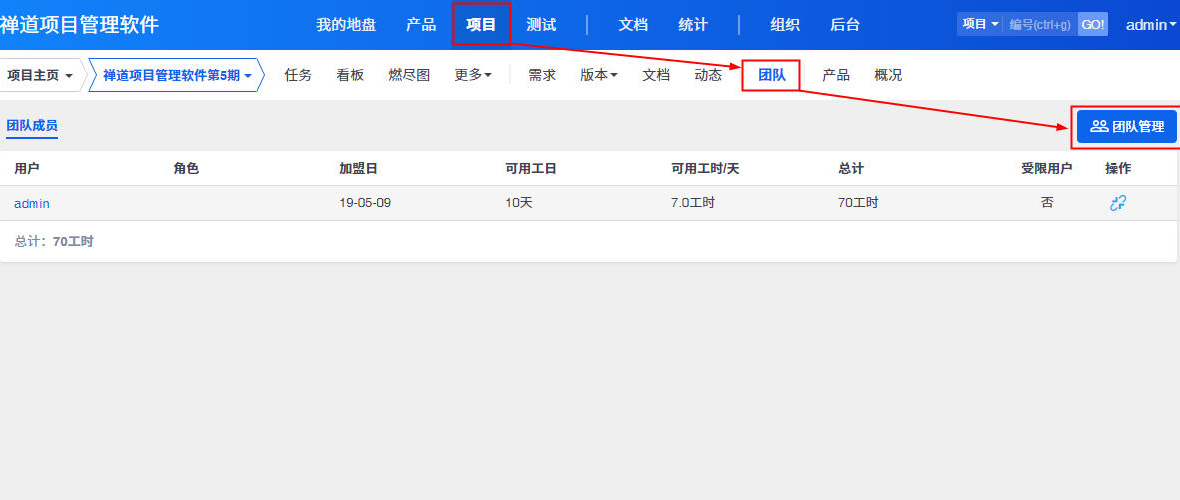 禅道项目管理软件 我的地盘 产品 项目 测试 文档 统计 组织 后台 项目 编号(ctrl+g) GO! admin
项目主页 禅道项目管理软件第5期 任务 看板 燃尽图 更多 需求 版本 文档 动态 团队 产品 概况
团队成员 团队管理
用户 角色 加盟日 可用工日 可用工时/天 总计 受限用户 操作
admin 19-05-09 10天 7.0工时 70工时 否
总计：70工时